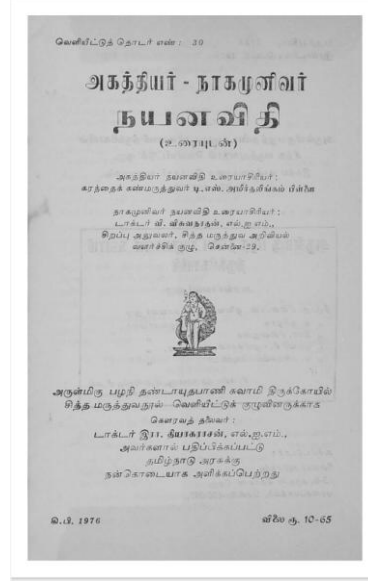 வெளியீட்டுத் தொடர் எண் : 39
அகத்தியர் - நாகமுனிவர்
நயனவிதி
(உரையுடன்)
அகத்தியர் நயனவிதி உரையாசிரியர் :
கரந்தைக் கண்மருத்துவர் டி.எஸ். அமிர்தலிங்கம் பிள்ளை
நாகமுனிவர் நயனவிதி உரையாசிரியர் :
டாக்டர் வி. விசுவநாதன், எல்.ஐ.எம்.,
சிறப்பு அலுவலர், சித்த மருத்துவ அறிவியல்
வளர்ச்சிக் குழு, சென்னை-29.
அருள்மிகு பழநி தண்டாயுதபாணி சுவாமி திருக்கோயில்
சித்த மருத்துவநூல் வெளியீட்டுக் குழுவினருக்காக
கௌரவத் தலைவர் :
டாக்டர் இரா. தியாகராசன், எல்.ஐ.எம்.,
அவர்களால் பதிப்பிக்கப்பட்டு
தமிழ்நாடு அரசுக்கு
நன்கொடையாக அளிக்கப்பெற்றது
கி.பி. 1976
விலை ரூ. 10-65